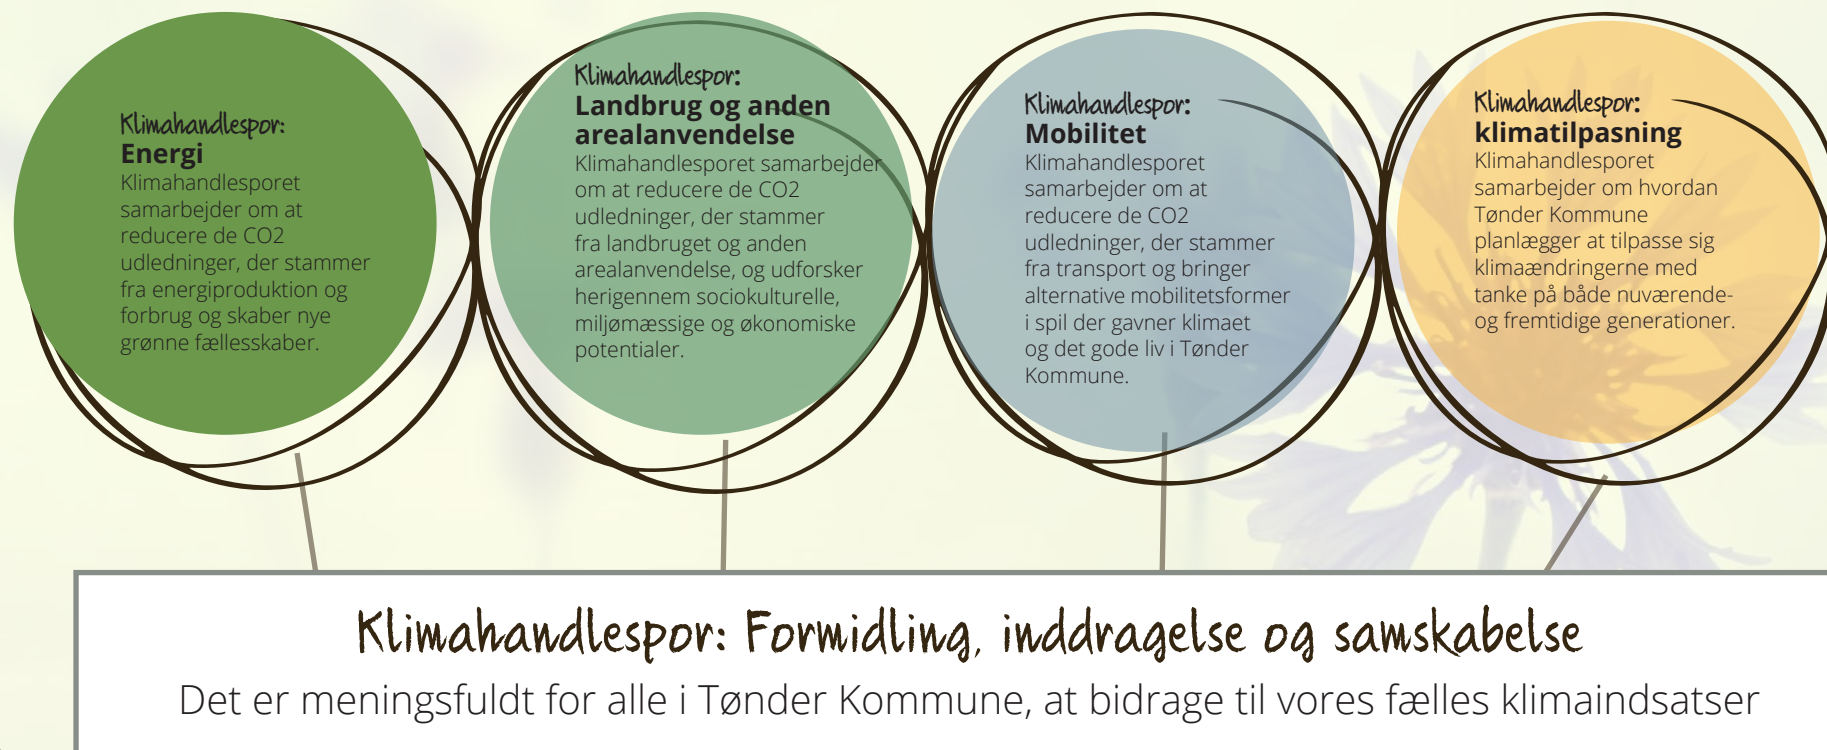 Klimahandlespor:
Energi
Klimahandlesporet
samarbejder om at
reducere de CO2
udledninger, der stammer
fra energiproduktion og
forbrug og skaber nye
grønne fællesskaber.
Klimahandlespor:
Landbrug og anden
arealanvendelse
Klimahandlesporet samarbejder
om at reducere de CO2
udledninger, der stammer
fra landbruget og anden
arealanvendelse, og udforsker
herigennem sociokulturelle,
miljømæssige og økonomiske
potentialer.
Klimahandlespor:
Mobilitet
Klimahandlesporet
samarbejder om at
reducere de CO2
udledninger, der stammer
fra transport og bringer
alternative mobilitetsformer
i spil der gavner klimaet
og det gode liv i Tønder
Kommune.
Klimahandlespor:
klimatilpasning
Klimahandlesporet
samarbejder om hvordan
Tønder Kommune
planlægger at tilpasse sig
klimaændringerne med
tanke på både nuværende-
og fremtidige generationer.
Klimahandlespor: Formidling, inddragelse og samskabelse
Det er meningsfuldt for alle i Tønder Kommune, at bidrage til vores fælles klimaindsatser